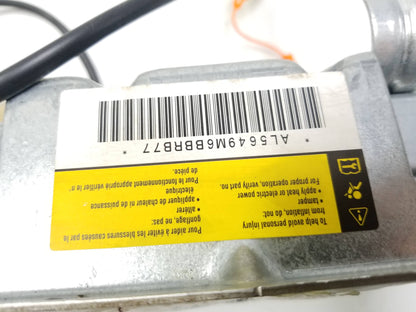 *AL5649M6BBRB77*
To help avoid personal injury
from inflation, do not:
• tamper
• apply heat or electric power
For proper operation, verify part no.
Pour aider à éviter les blessures causées par le
gonflage, ne pas:
• altérer
• appliquer de chaleur ni de puissance
électrique
Pour le fonctionnement approprié vérifier le n°
de pièce.